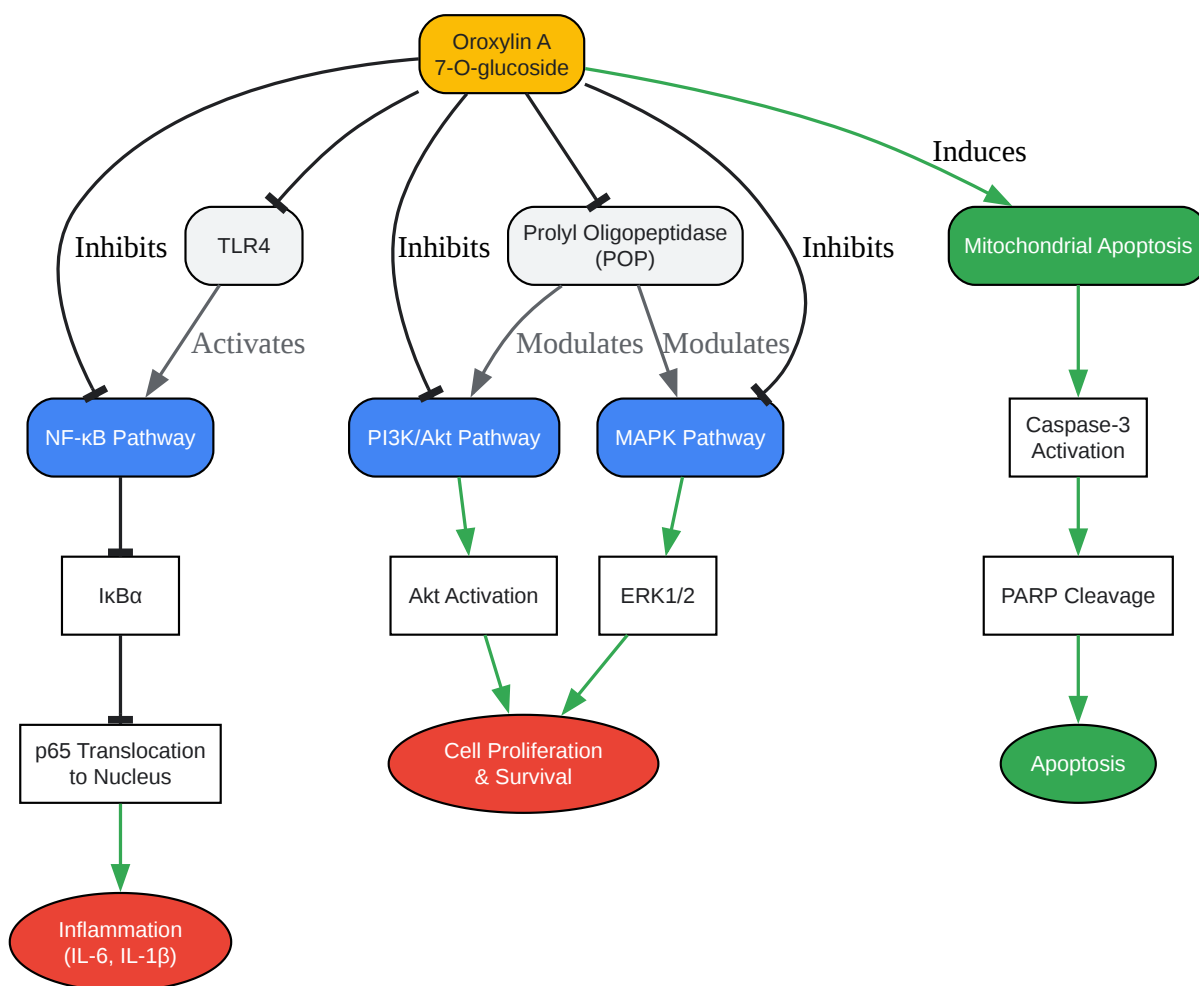 Oroxylin A
7-O-glucoside
Induces
Inhibits
TLR4
Inhibits
Prolyl Oligopeptidase
(POP)
Inhibits
Mitochondrial Apoptosis
Activates
Modulates
Modulates
NF-κB Pathway
PI3K/Akt Pathway
MAPK Pathway
Caspase-3
Activation
IκBα
Akt Activation
ERK1/2
PARP Cleavage
p65 Translocation
to Nucleus
Cell Proliferation
& Survival
Apoptosis
Inflammation
(IL-6, IL-1β)